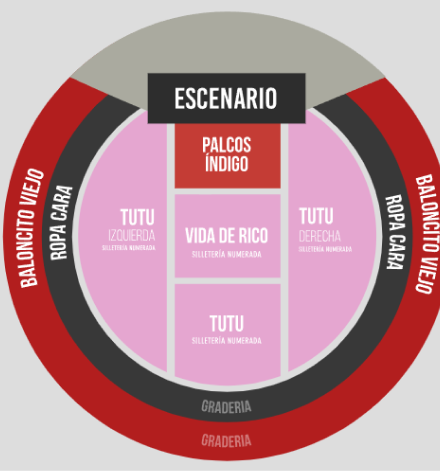 ESCENARIO
PALCOS
ÍNDIGO
BALONCITO VIEJO
ROPA CARA
TUTU
IZQUIERDA
SILLETERÍA NUMERADA
VIDA DE RICO
SILLETERÍA NUMERADA
TUTU
DERECHA
SILLETERÍA NUMERADA
ROPA CARA
BALONCITO VIEJO
TUTU
SILLETERÍA NUMERADA
GRADERIA
GRADERIA